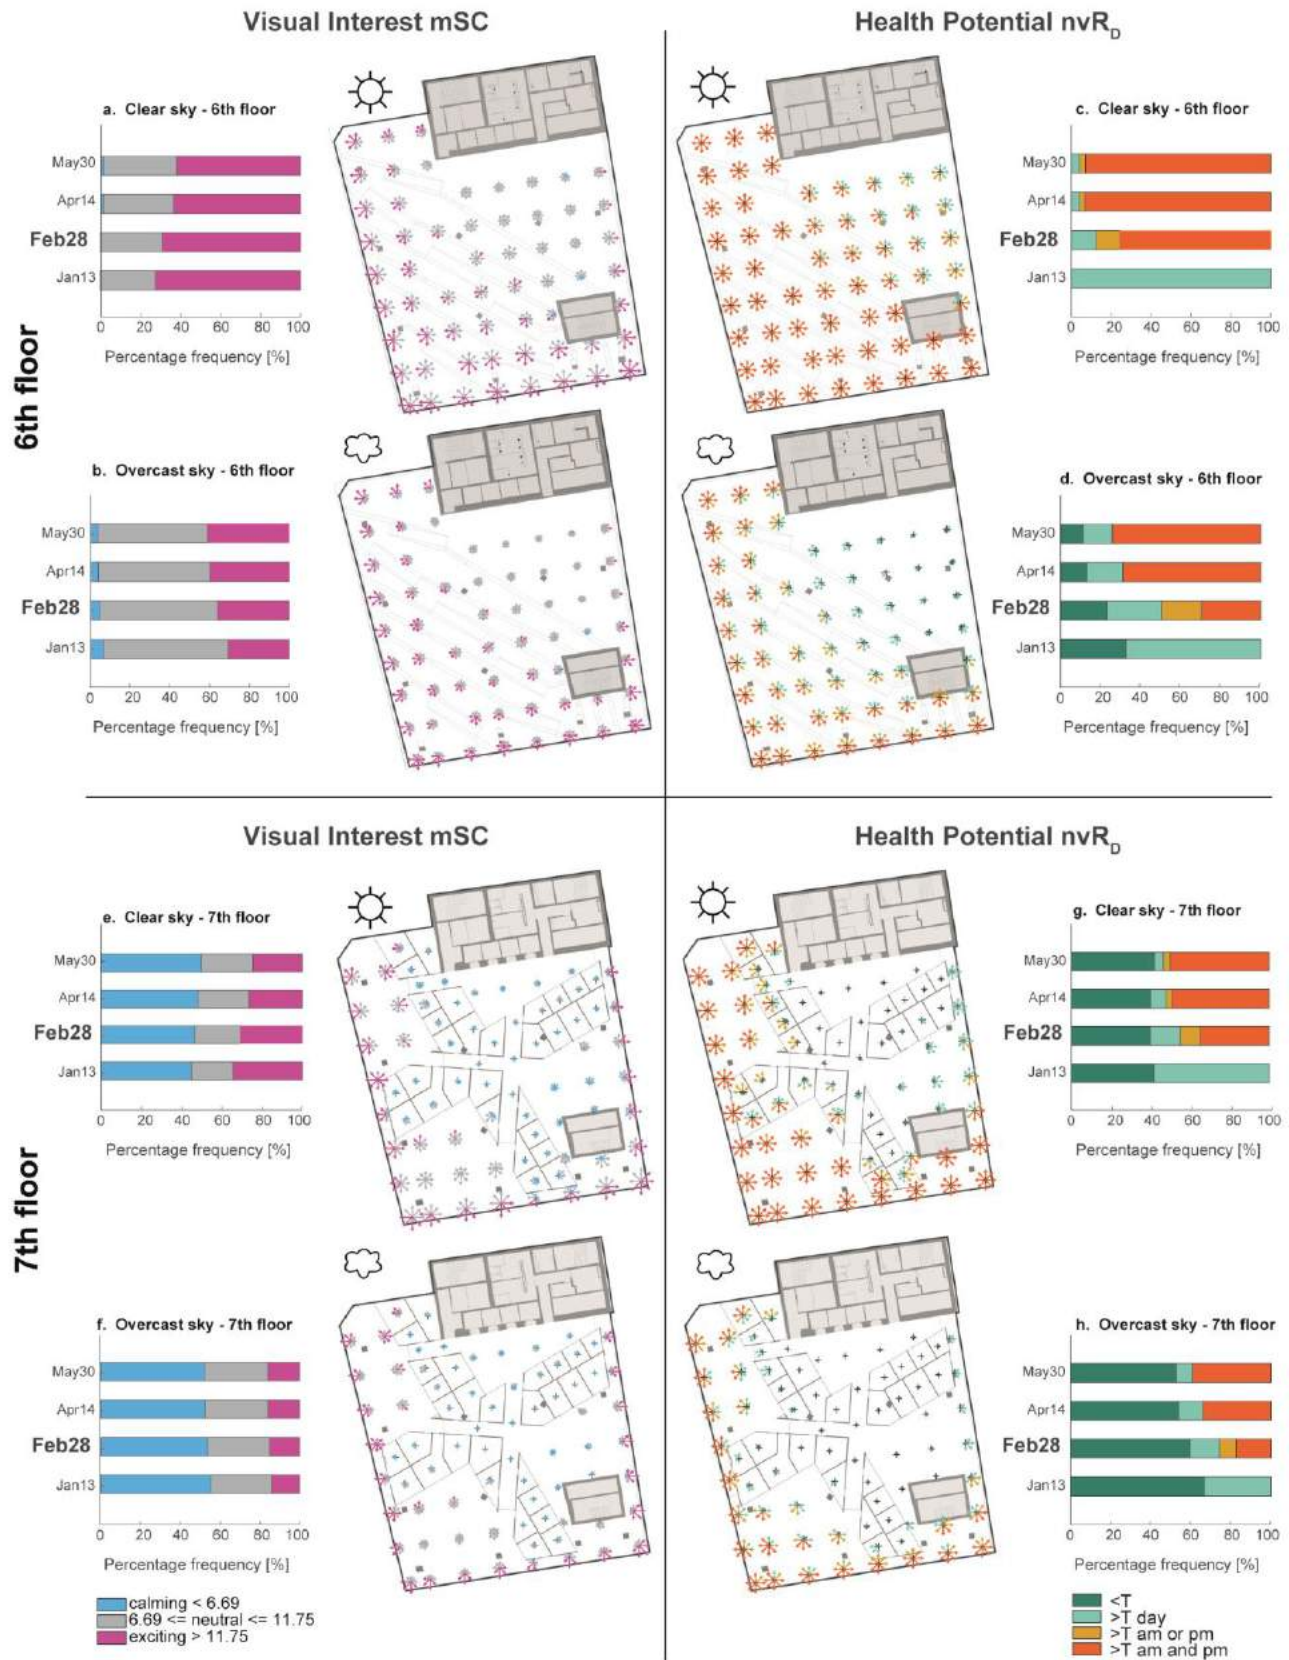 Visual Interest mSC
Health Potential nvR_D
6th floor
a. Clear sky - 6th floor
May30
Apr14
Feb28
Jan13
0 20 40 60 80 100
Percentage frequency [%]
c. Clear sky - 6th floor
May30
Apr14
Feb28
Jan13
0 20 40 60 80 100
Percentage frequency [%]
b. Overcast sky - 6th floor
May30
Apr14
Feb28
Jan13
0 20 40 60 80 100
Percentage frequency [%]
d. Overcast sky - 6th floor
May30
Apr14
Feb28
Jan13
0 20 40 60 80 100
Percentage frequency [%]
Visual Interest mSC
Health Potential nvR_D
7th floor
e. Clear sky - 7th floor
May30
Apr14
Feb28
Jan13
0 20 40 60 80 100
Percentage frequency [%]
g. Clear sky - 7th floor
May30
Apr14
Feb28
Jan13
0 20 40 60 80 100
Percentage frequency [%]
f. Overcast sky - 7th floor
May30
Apr14
Feb28
Jan13
0 20 40 60 80 100
Percentage frequency [%]
h. Overcast sky - 7th floor
May30
Apr14
Feb28
Jan13
0 20 40 60 80 100
Percentage frequency [%]
calming < 6.69
6.69 <= neutral <= 11.75
exciting > 11.75
<T
>T day
>T am or pm
>T am and pm